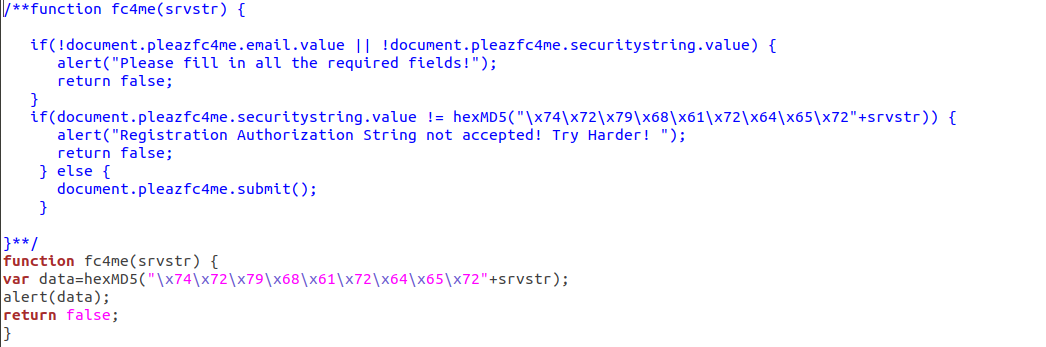 /**function fc4me(srvstr) {
if(!document.pleazfc4me.email.value || !document.pleazfc4me.securitystring.value) {
alert("Please fill in all the required fields!");
return false;
}
if(document.pleazfc4me.securitystring.value != hexMD5("\x74\x72\x79\x68\x61\x72\x64\x65\x72"+srvstr)) {
alert("Registration Authorization String not accepted! Try Harder! ");
return false;
} else {
document.pleazfc4me.submit();
}
}**/
function fc4me(srvstr) {
var data=hexMD5("\x74\x72\x79\x68\x61\x72\x64\x65\x72"+srvstr);
alert(data);
return false;
}